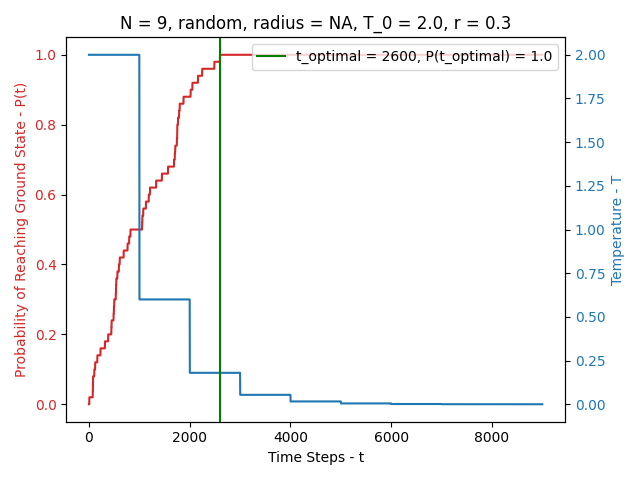 N = 9, random, radius = NA, T_0 = 2.0, r = 0.3
t_optimal = 2600, P(t_optimal) = 1.0
Probability of Reaching Ground State - P(t)
1.0
0.8
0.6
0.4
0.2
0.0
2.00
1.75
1.50
1.25
1.00
0.75
0.50
0.25
0.00
Temperature - T
0 2000 4000 6000 8000
Time Steps - t